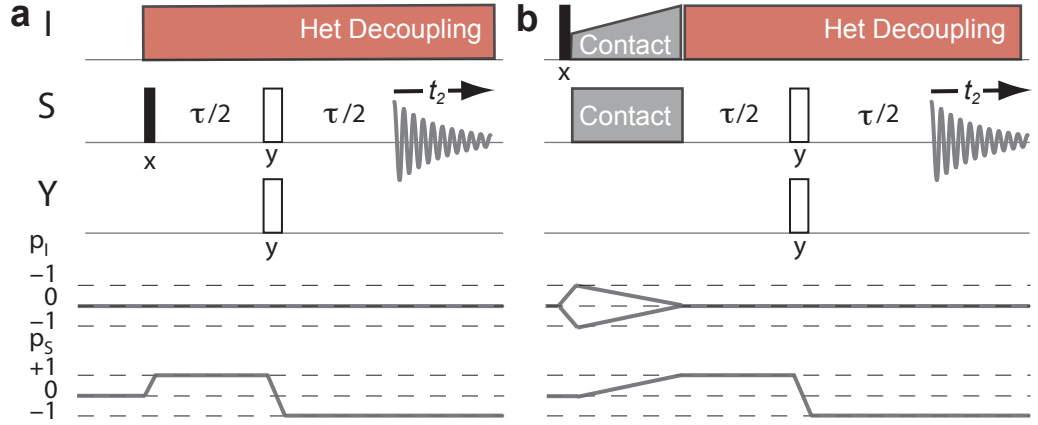 a
I
Het Decoupling
x
S
τ/2
τ/2
t2
x
y
Y
y
pI
−1
0
−1
pS
+1
0
−1
b
Contact
Het Decoupling
x
Contact
τ/2
τ/2
t2
y
y